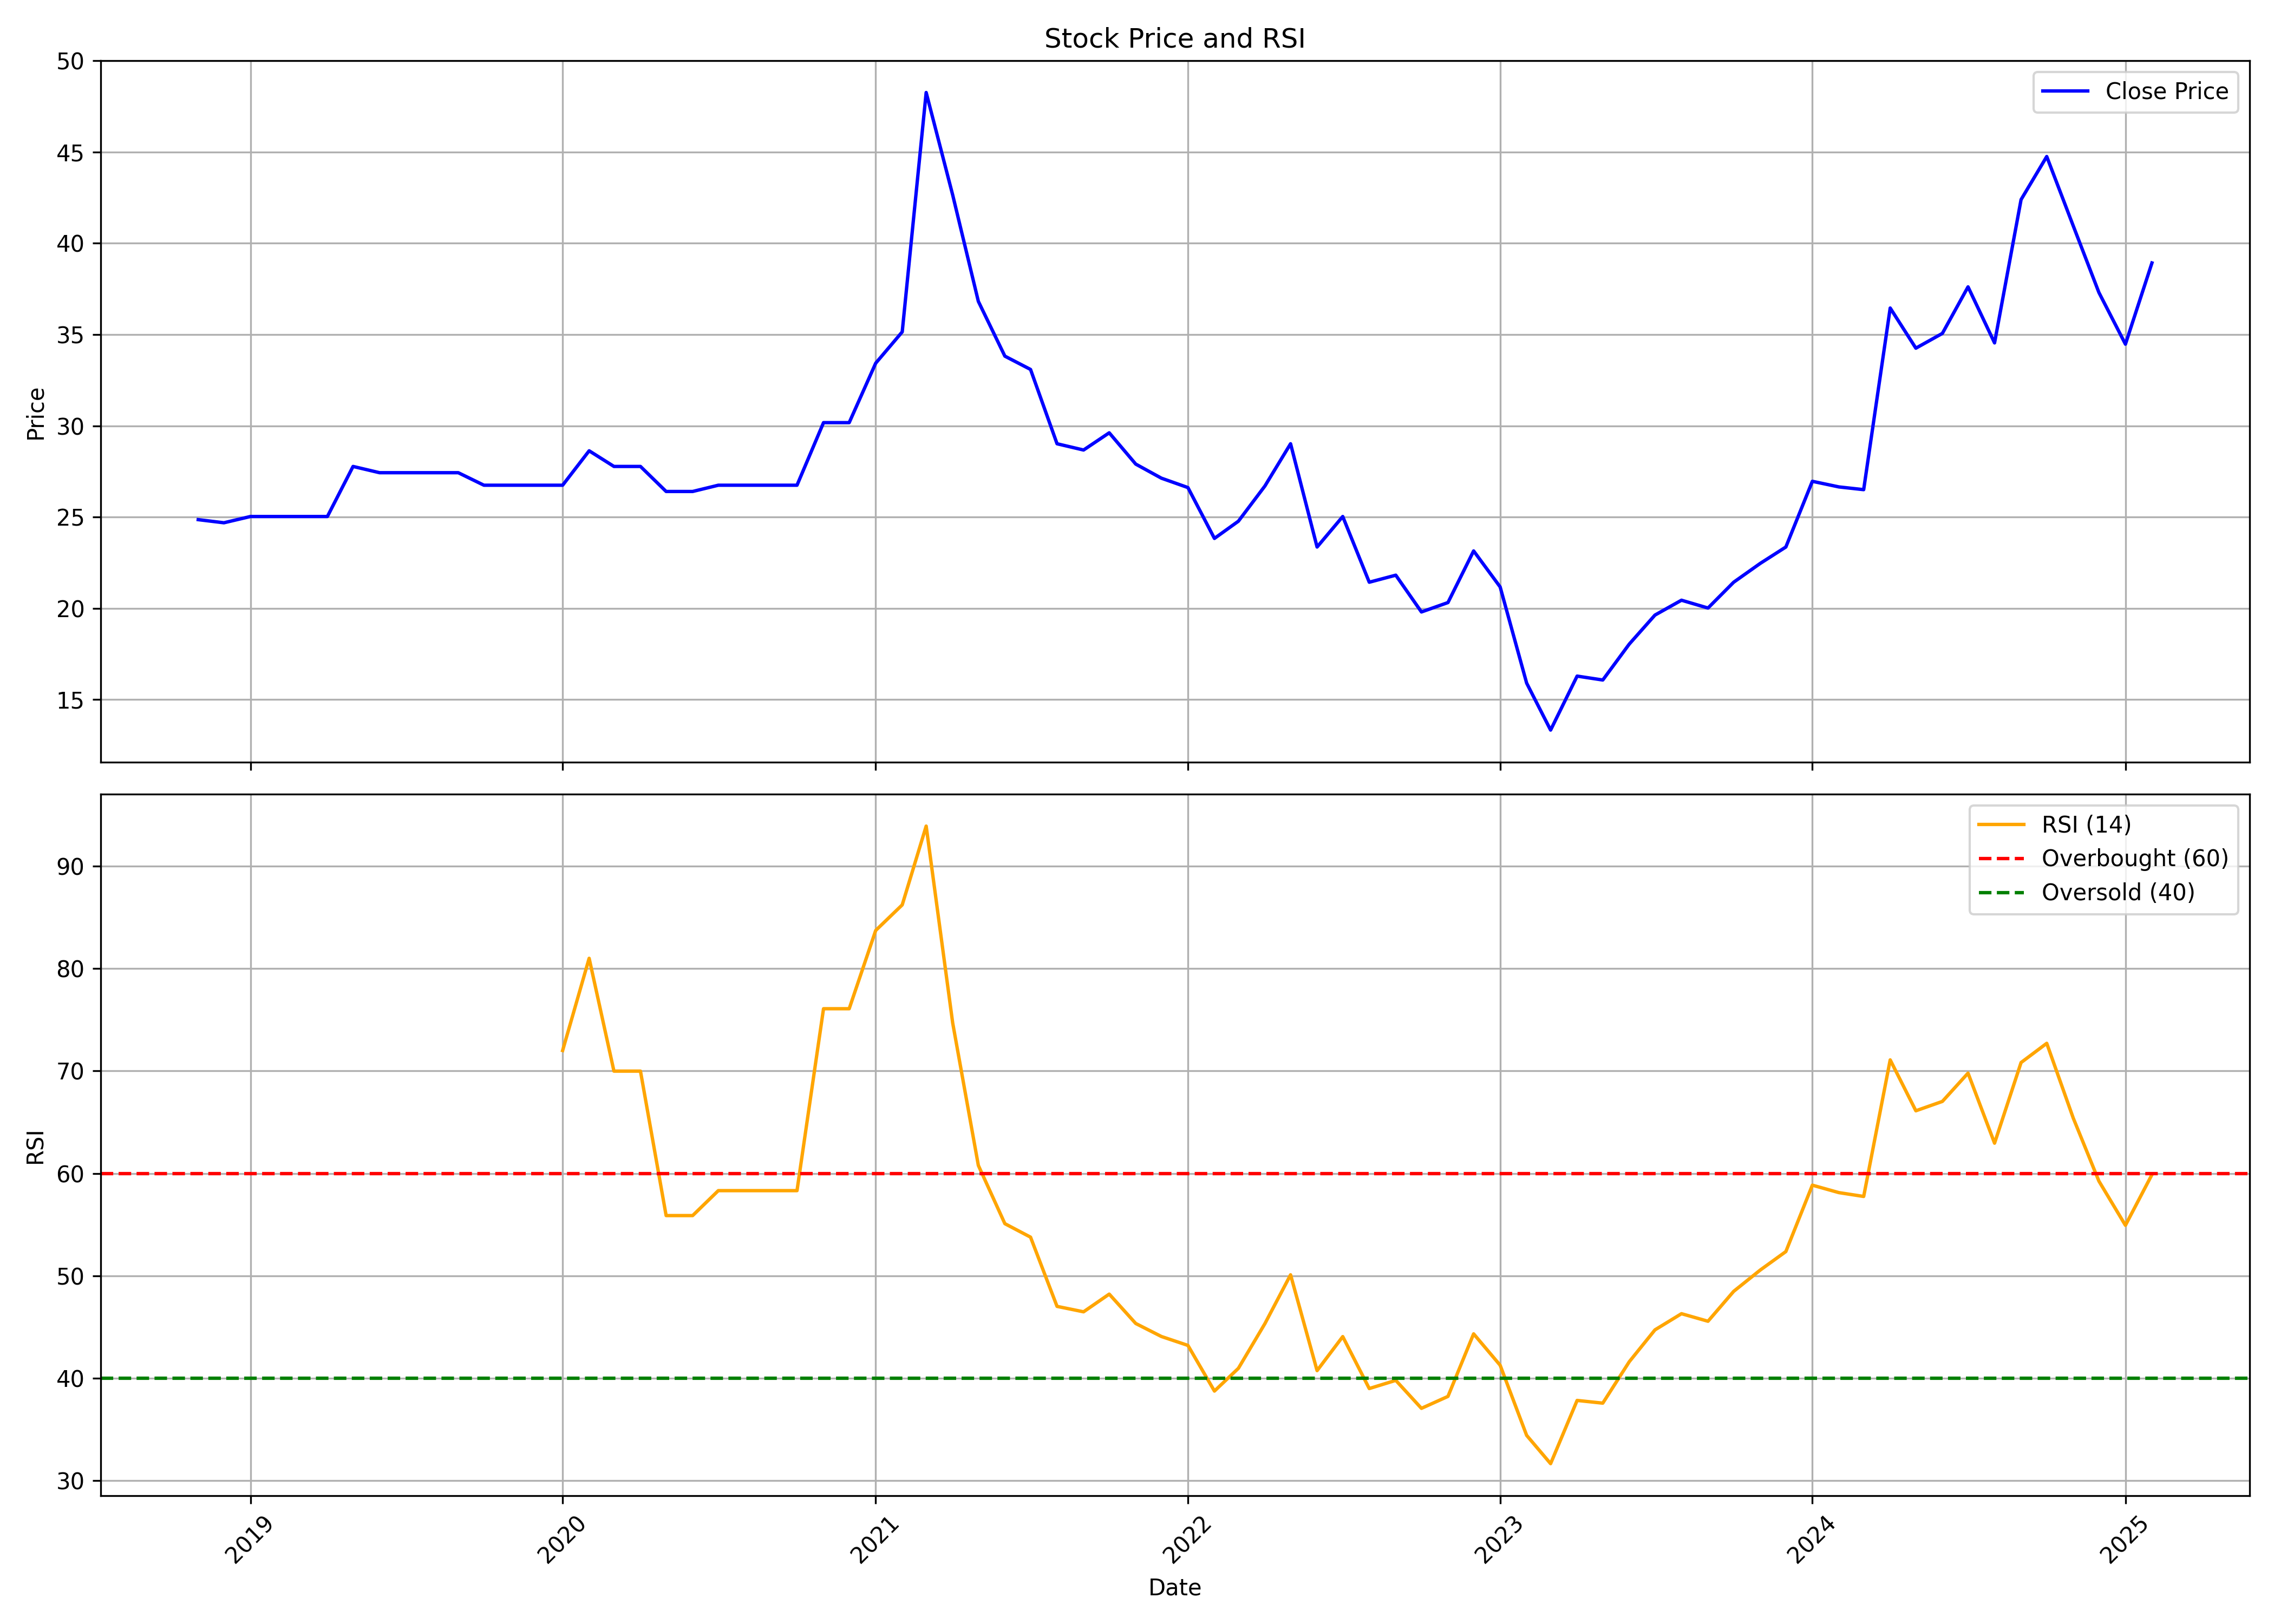 Stock Price and RSI
50
45
40
35
30
25
20
15
Price
Close Price
90
80
70
60
50
40
30
RSI
RSI (14)
Overbought (60)
Oversold (40)
2019
2020
2021
2022
2023
2024
2025
Date